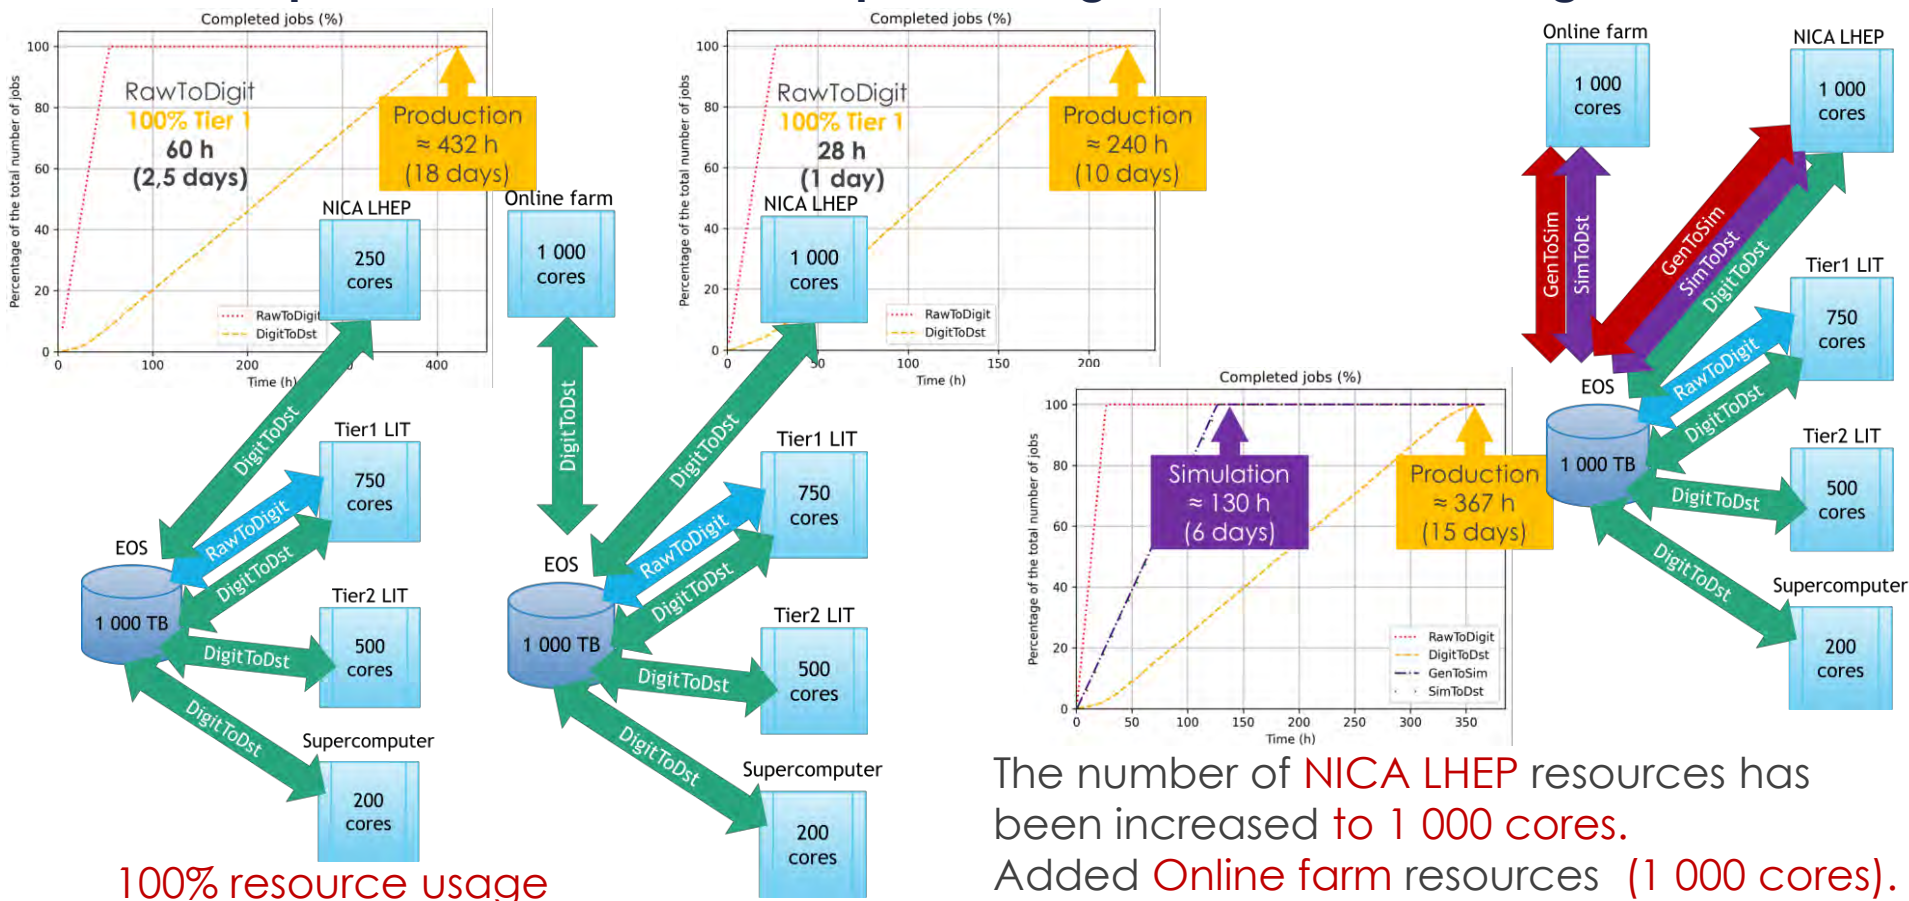 Completed jobs (%)
Percentage of the total number of jobs
100
80
60
40
20
0
0
100
200
400
Time (h)
RawToDigit
100% Tier 1
60 h
(2,5 days)
RawToDigit
DigitToDst
Production
≈ 432 h
(18 days)
NICA LHEP
250
cores
DigitToDst
Tier1 LIT
750
cores
RawToDigit
DigitToDst
EOS
1 000 TB
Tier2 LIT
500
cores
DigitToDst
DigitToDst
Supercomputer
200
cores
100% resource usage
Online farm
1 000
cores
DigitToDst
Completed jobs (%)
Percentage of the total number of jobs
100
80
60
40
20
0
0
50
100
150
200
Time (h)
RawToDigit
100% Tier 1
28 h
(1 day)
RawToDigit
DigitToDst
Production
≈ 240 h
(10 days)
NICA LHEP
1 000
cores
DigitToDst
Tier1 LIT
750
cores
RawToDigit
DigitToDst
EOS
1 000 TB
Tier2 LIT
500
cores
DigitToDst
DigitToDst
Supercomputer
200
cores
Completed jobs (%)
Percentage of the total number of jobs
100
80
60
40
20
0
0
50
100
150
200
250
300
350
Time (h)
Simulation
≈ 130 h
(6 days)
Production
≈ 367 h
(15 days)
RawToDigit
DigitToDst
GenToSim
SimToDst
Online farm
1 000
cores
GenToSim
SimToDst
NICA LHEP
1 000
cores
GenToSim
SimToDst
DigitToDst
Tier1 LIT
750
cores
RawToDigit
DigitToDst
EOS
1 000 TB
Tier2 LIT
500
cores
DigitToDst
DigitToDst
Supercomputer
200
cores
The number of NICA LHEP resources has
been increased to 1 000 cores.
Added Online farm resources (1 000 cores).